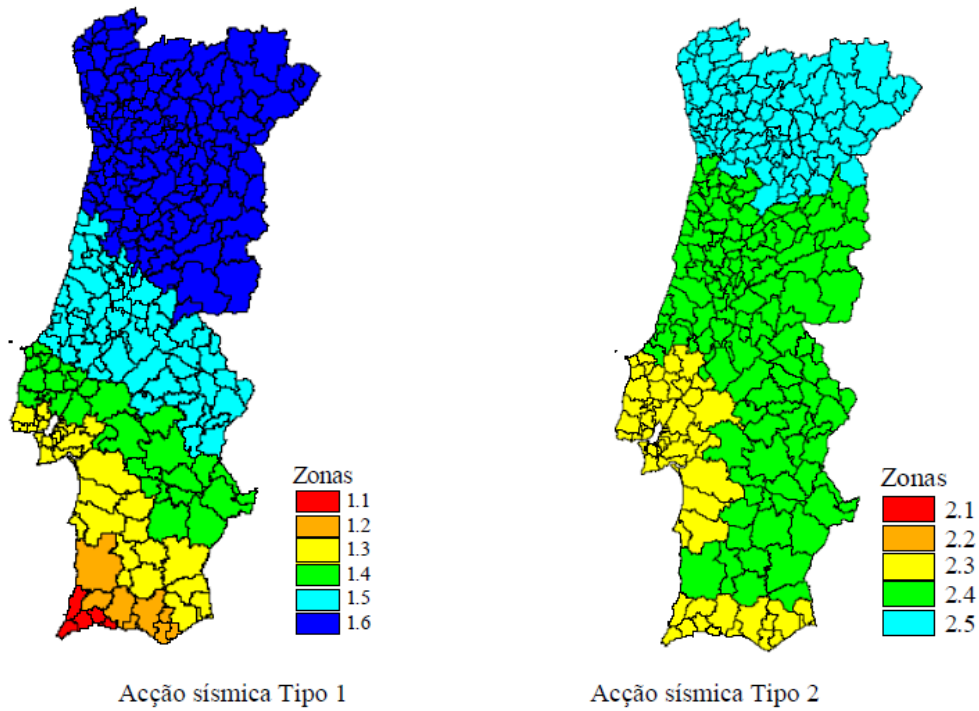 Zonas
1.1
1.2
1.3
1.4
1.5
1.6
Zonas
2.1
2.2
2.3
2.4
2.5
Acção sísmica Tipo 1
Acção sísmica Tipo 2